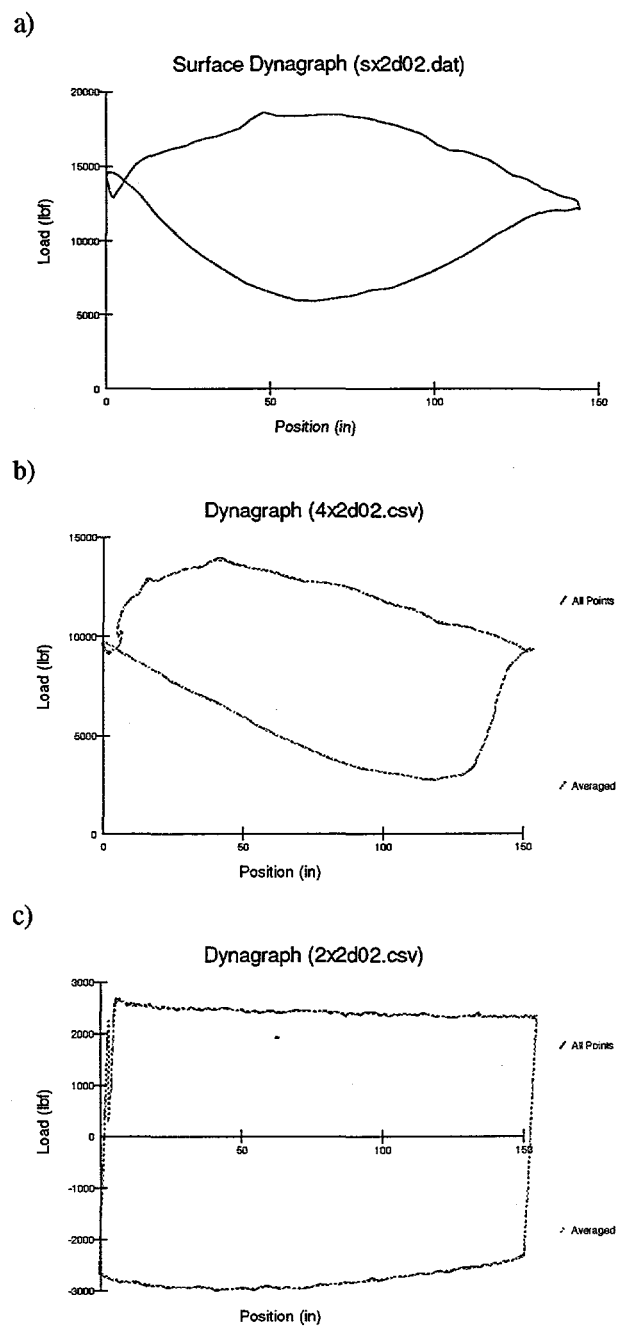 a)
Surface Dynagraph (sx2d02.dat)
20000
15000
10000
5000
0
Load (lbf)
0
50
100
150
Position (in)
b)
Dynagraph (4x2d02.csv)
15000
10000
5000
0
Load (lbf)
0
50
100
150
Position (in)
All Points
Averaged
c)
Dynagraph (2x2d02.csv)
3000
2000
1000
0
-1000
-2000
-3000
Load (lbf)
50
100
150
Position (in)
All Points
Averaged